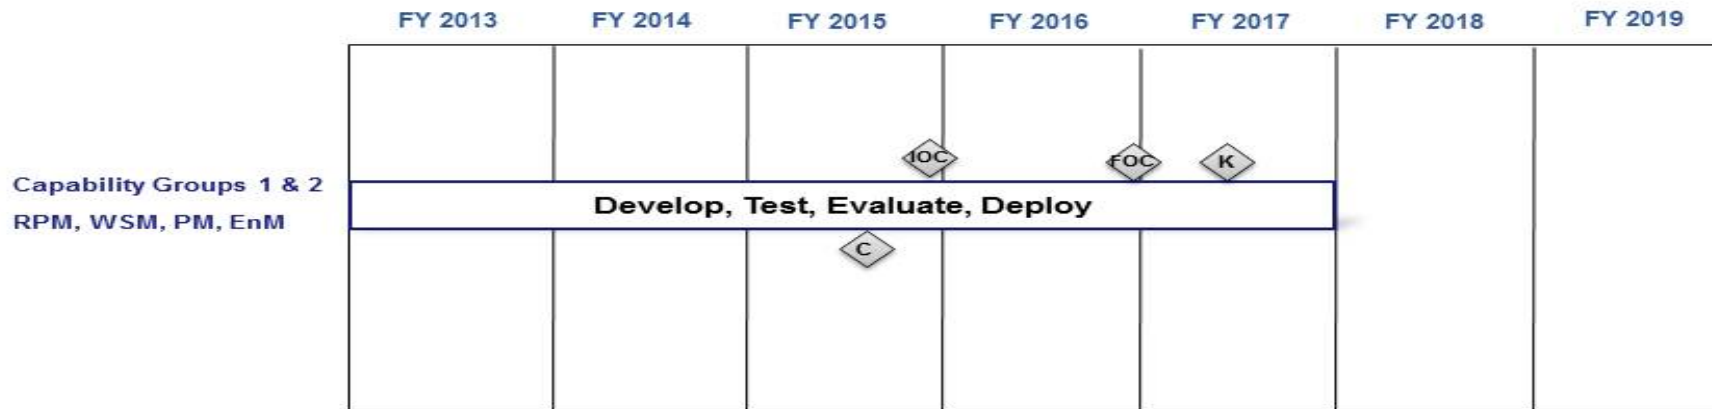 FY 2013 FY 2014 FY 2015 FY 2016 FY 2017 FY 2018 FY 2019
IOC FOC K
Capability Groups 1 & 2
RPM, WSM, PM, EnM
Develop, Test, Evaluate, Deploy
C